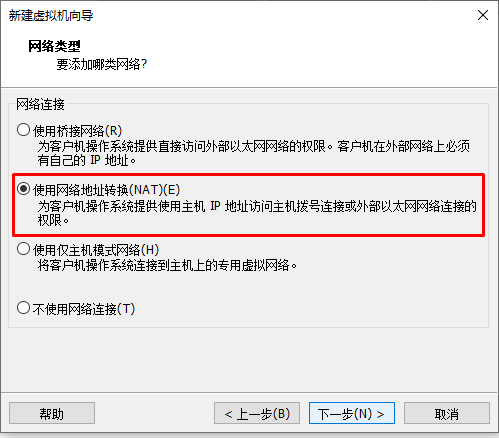 新建虚拟机向导
网络类型
要添加哪类网络?
网络连接
使用桥接网络(R)
为客户机操作系统提供直接访问外部以太网网络的权限。客户机在外部网络上必须
有自己的 IP 地址。
使用网络地址转换(NAT)(E)
为客户机操作系统提供使用主机 IP 地址访问主机拨号连接或外部以太网网络连接的
权限。
使用仅主机模式网络(H)
将客户机操作系统连接到主机上的专用虚拟网络。
不使用网络连接(T)
帮助
< 上一步(B)
下一步(N) >
取消